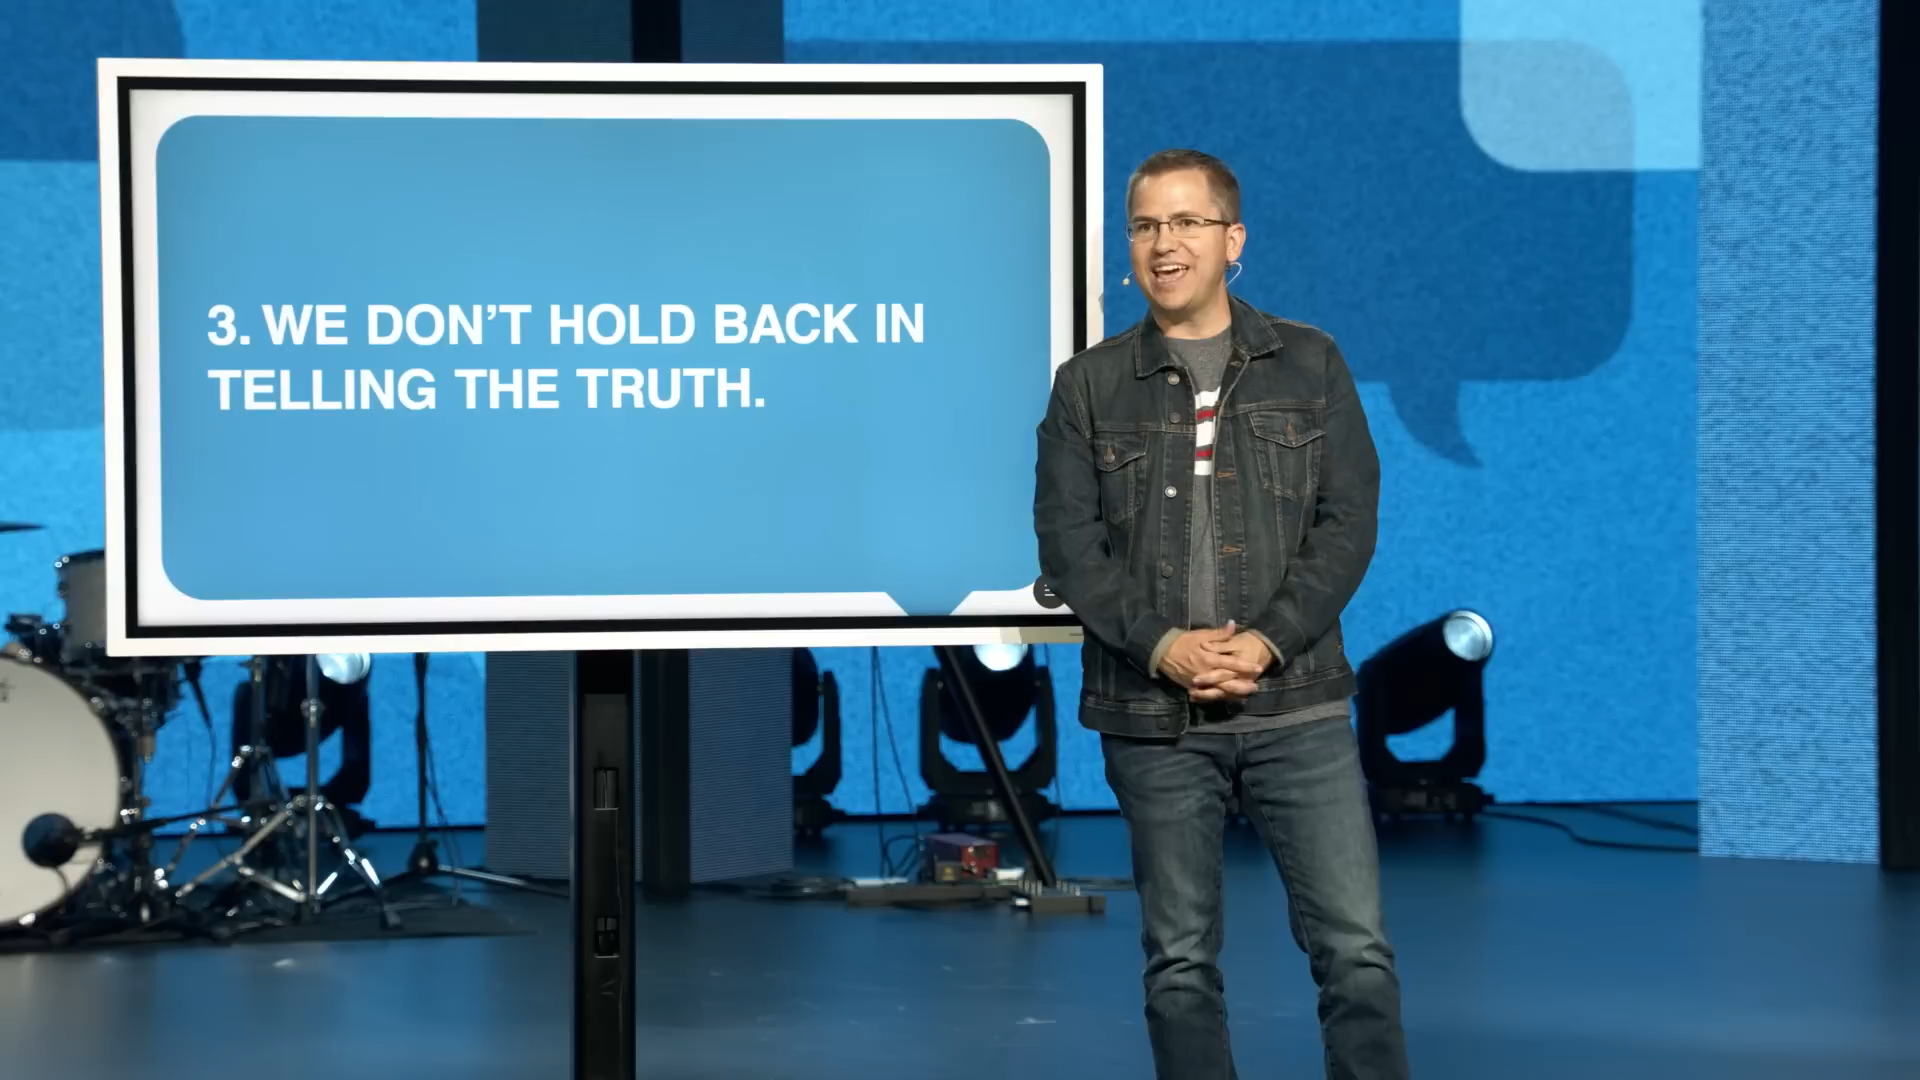 3. WE DON’T HOLD BACK IN
TELLING THE TRUTH.